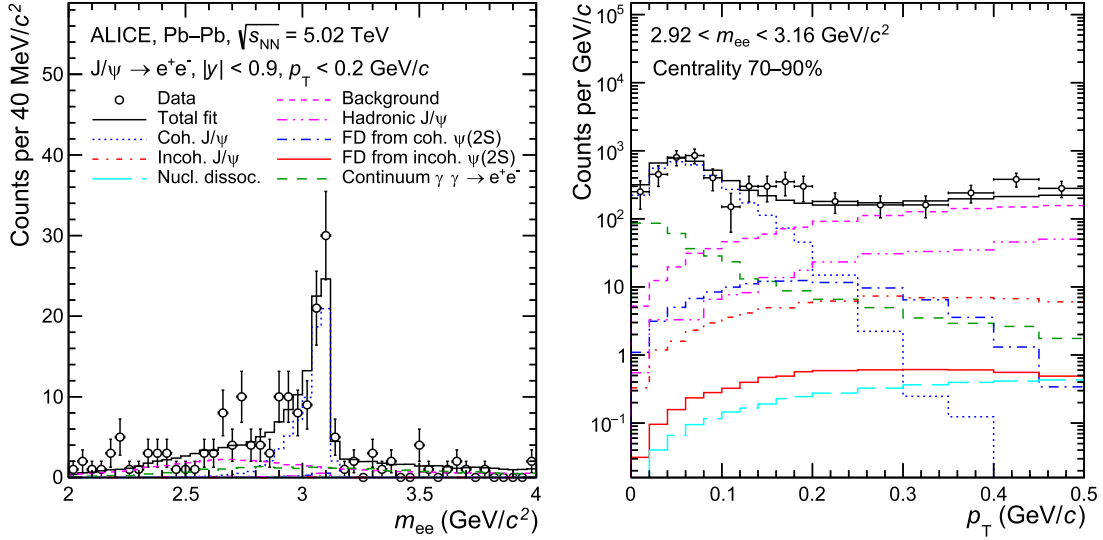 ALICE, Pb–Pb, √sNN = 5.02 TeV
J/ψ → e⁺e⁻, |y| < 0.9, pT < 0.2 GeV/c
Data
Total fit
Coh. J/ψ
Incoh. J/ψ
Nucl. dissoc.
Background
Hadronic J/ψ
FD from coh. ψ(2S)
FD from incoh. ψ(2S)
Continuum γ γ → e⁺e⁻
Counts per 40 MeV/c²
50
40
30
20
10
0
2
2.5
3
3.5
4
mee (GeV/c²)
2.92 < mee < 3.16 GeV/c²
Centrality 70–90%
Counts per GeV/c
10⁵
10⁴
10³
10²
10
1
10⁻¹
0
0.1
0.2
0.3
0.4
0.5
pT (GeV/c)